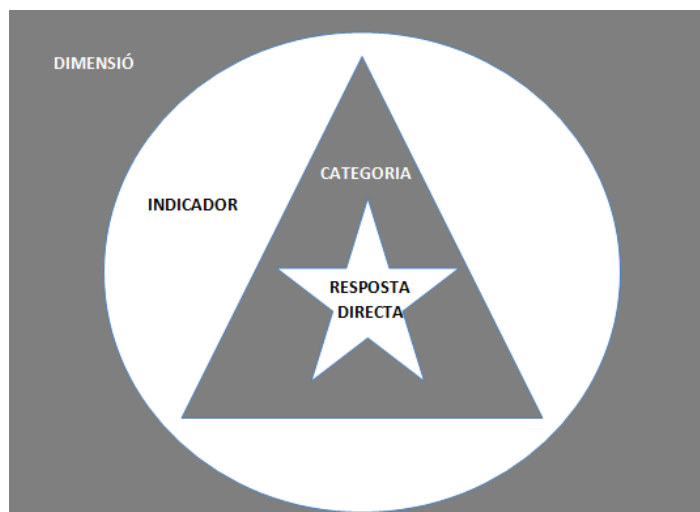 DIMENSIÓ
CATEGORIA
INDICADOR
RESPOSTA
DIRECTA